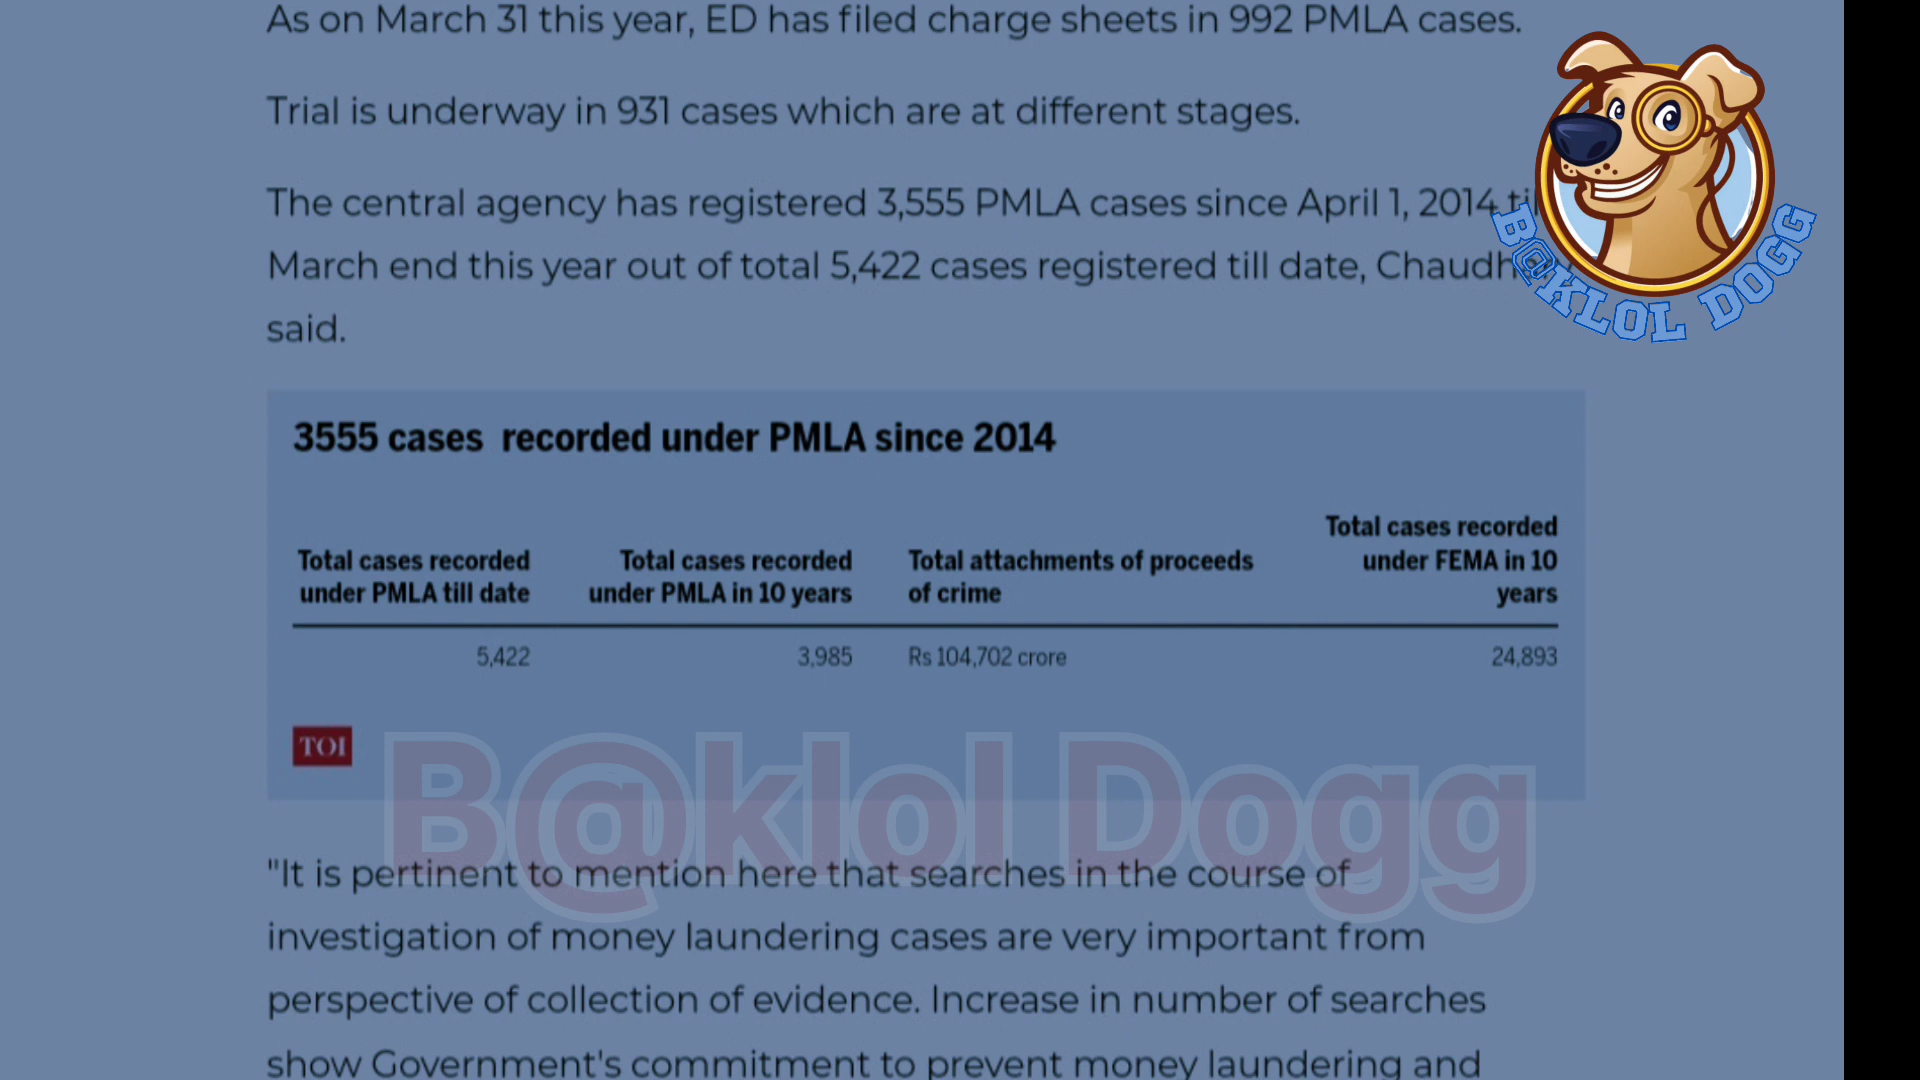 As on March 31 this year, ED has filed charge sheets in 992 PMLA cases.
Trial is underway in 931 cases which are at different stages.
The central agency has registered 3,555 PMLA cases since April 1, 2014
March end this year out of total 5,422 cases registered till date,
said.
3555 cases recorded under PMLA since 2014
Total cases recorded under PMLA till date
Total cases recorded under PMLA in 10 years
Total attachments of proceeds of crime
Total cases recorded under FEMA in 10 years
5,422 3,985 Rs 104,702 crore 24,893
TOI
B@klol Dogg
"It is pertinent to mention here that searches in the course of
investigation of money laundering cases are very important from
perspective of collection of evidence. Increase in number of searches
show Government's commitment to prevent money laundering and
B@KLOL DOGG